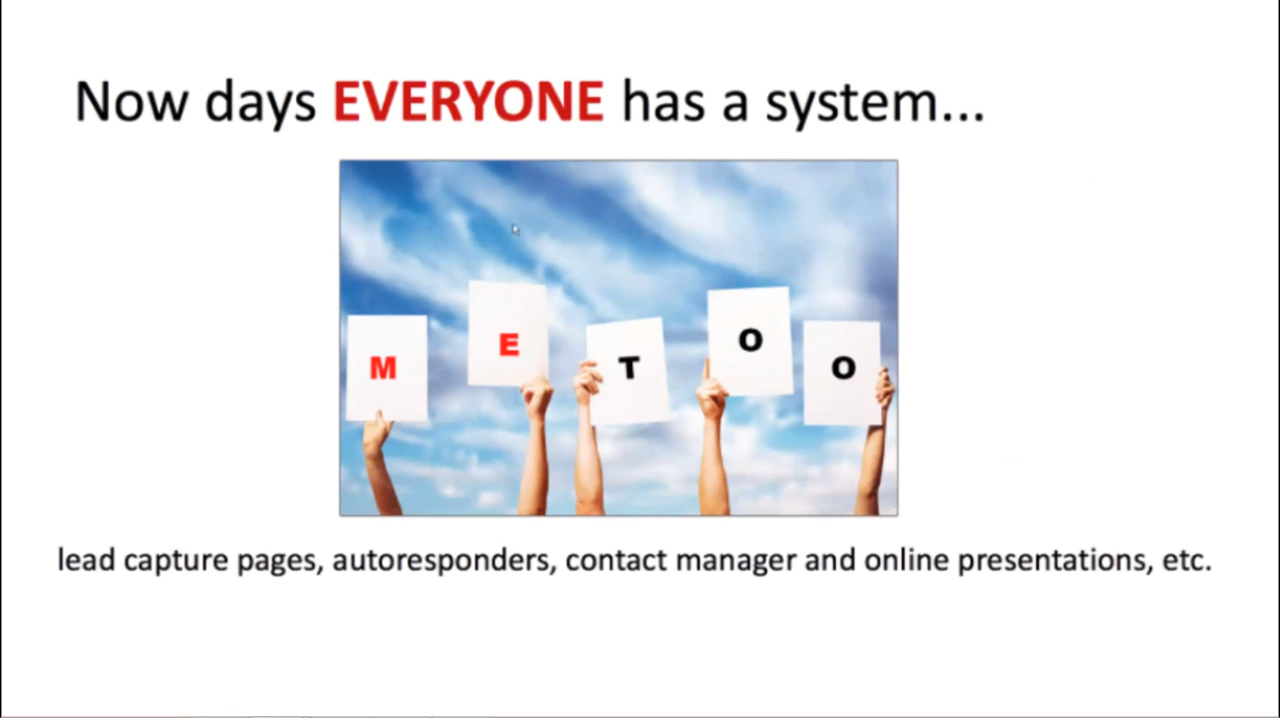 Now days EVERYONE has a system...
M E T O O
lead capture pages, autoresponders, contact manager and online presentations, etc.